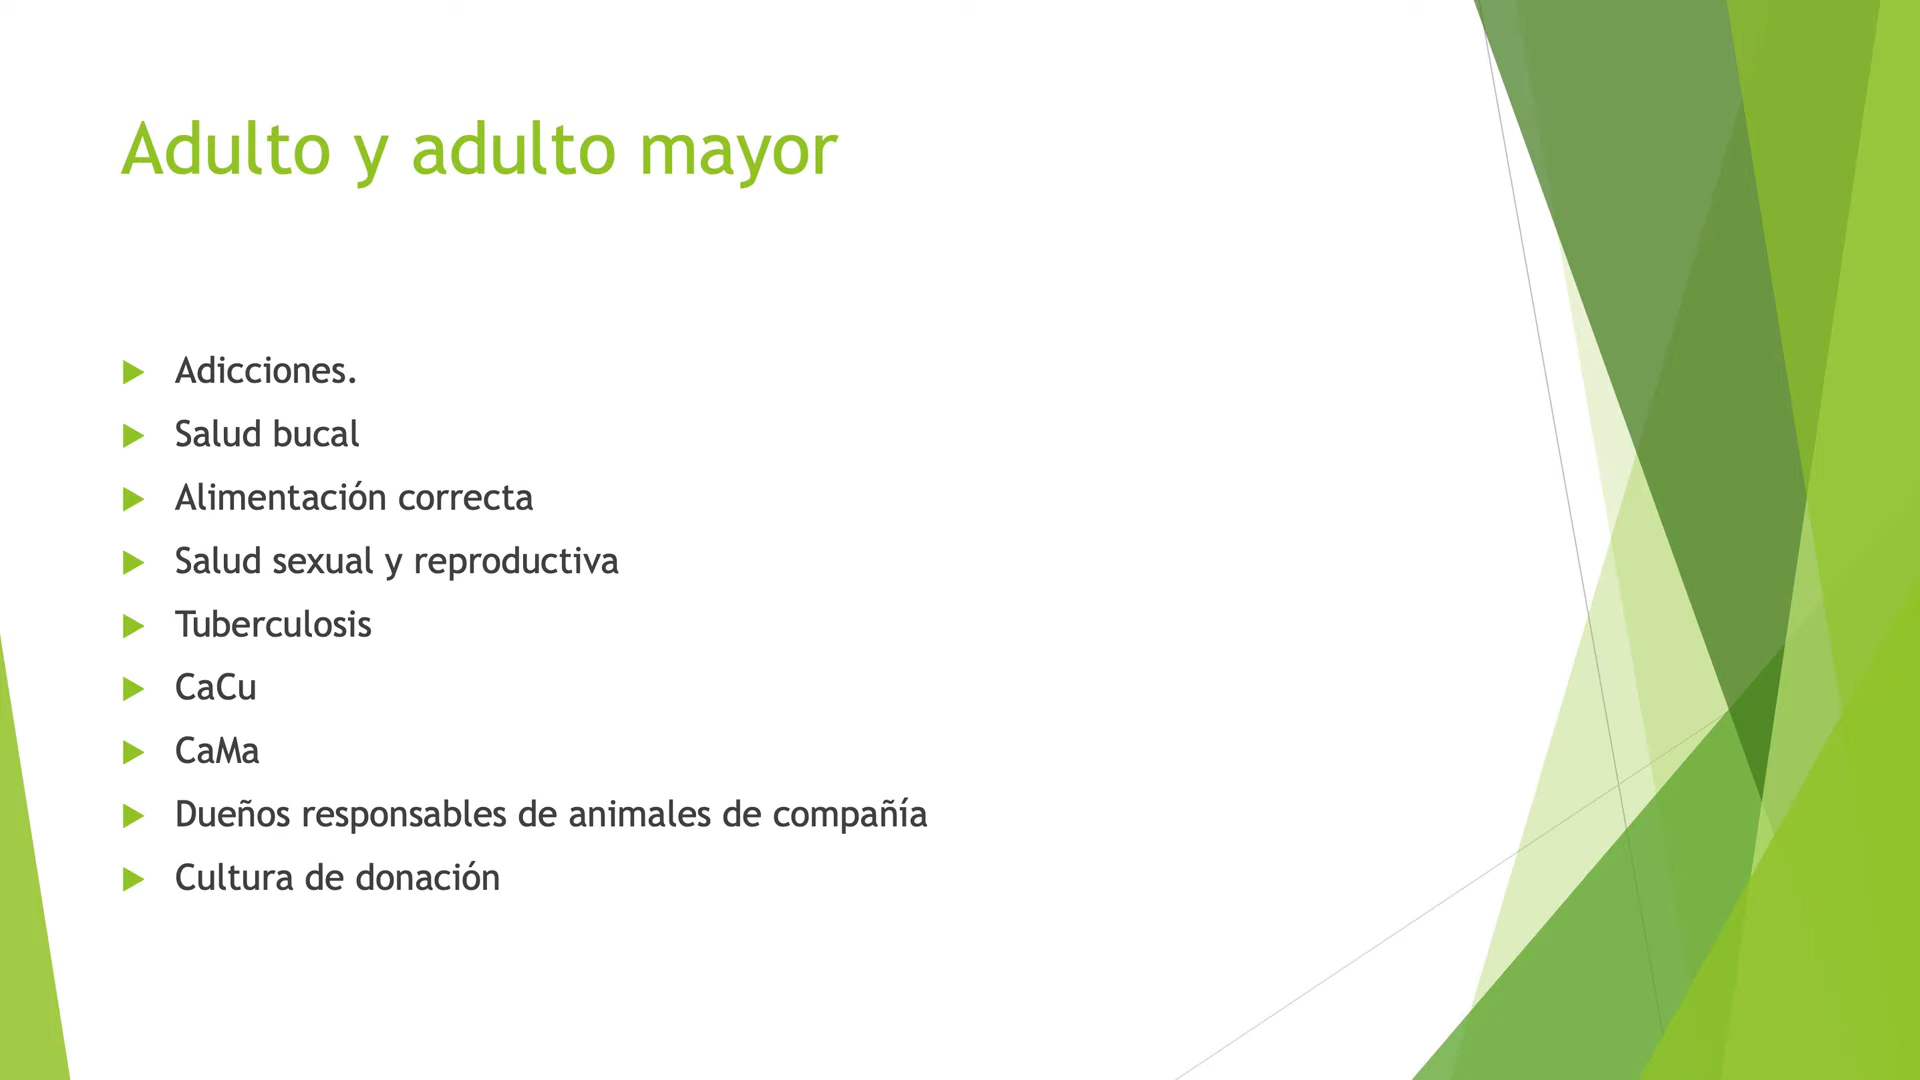 Adulto y adulto mayor
Adicciones.
Salud bucal
Alimentación correcta
Salud sexual y reproductiva
Tuberculosis
CaCu
CaMa
Dueños responsables de animales de compañía
Cultura de donación